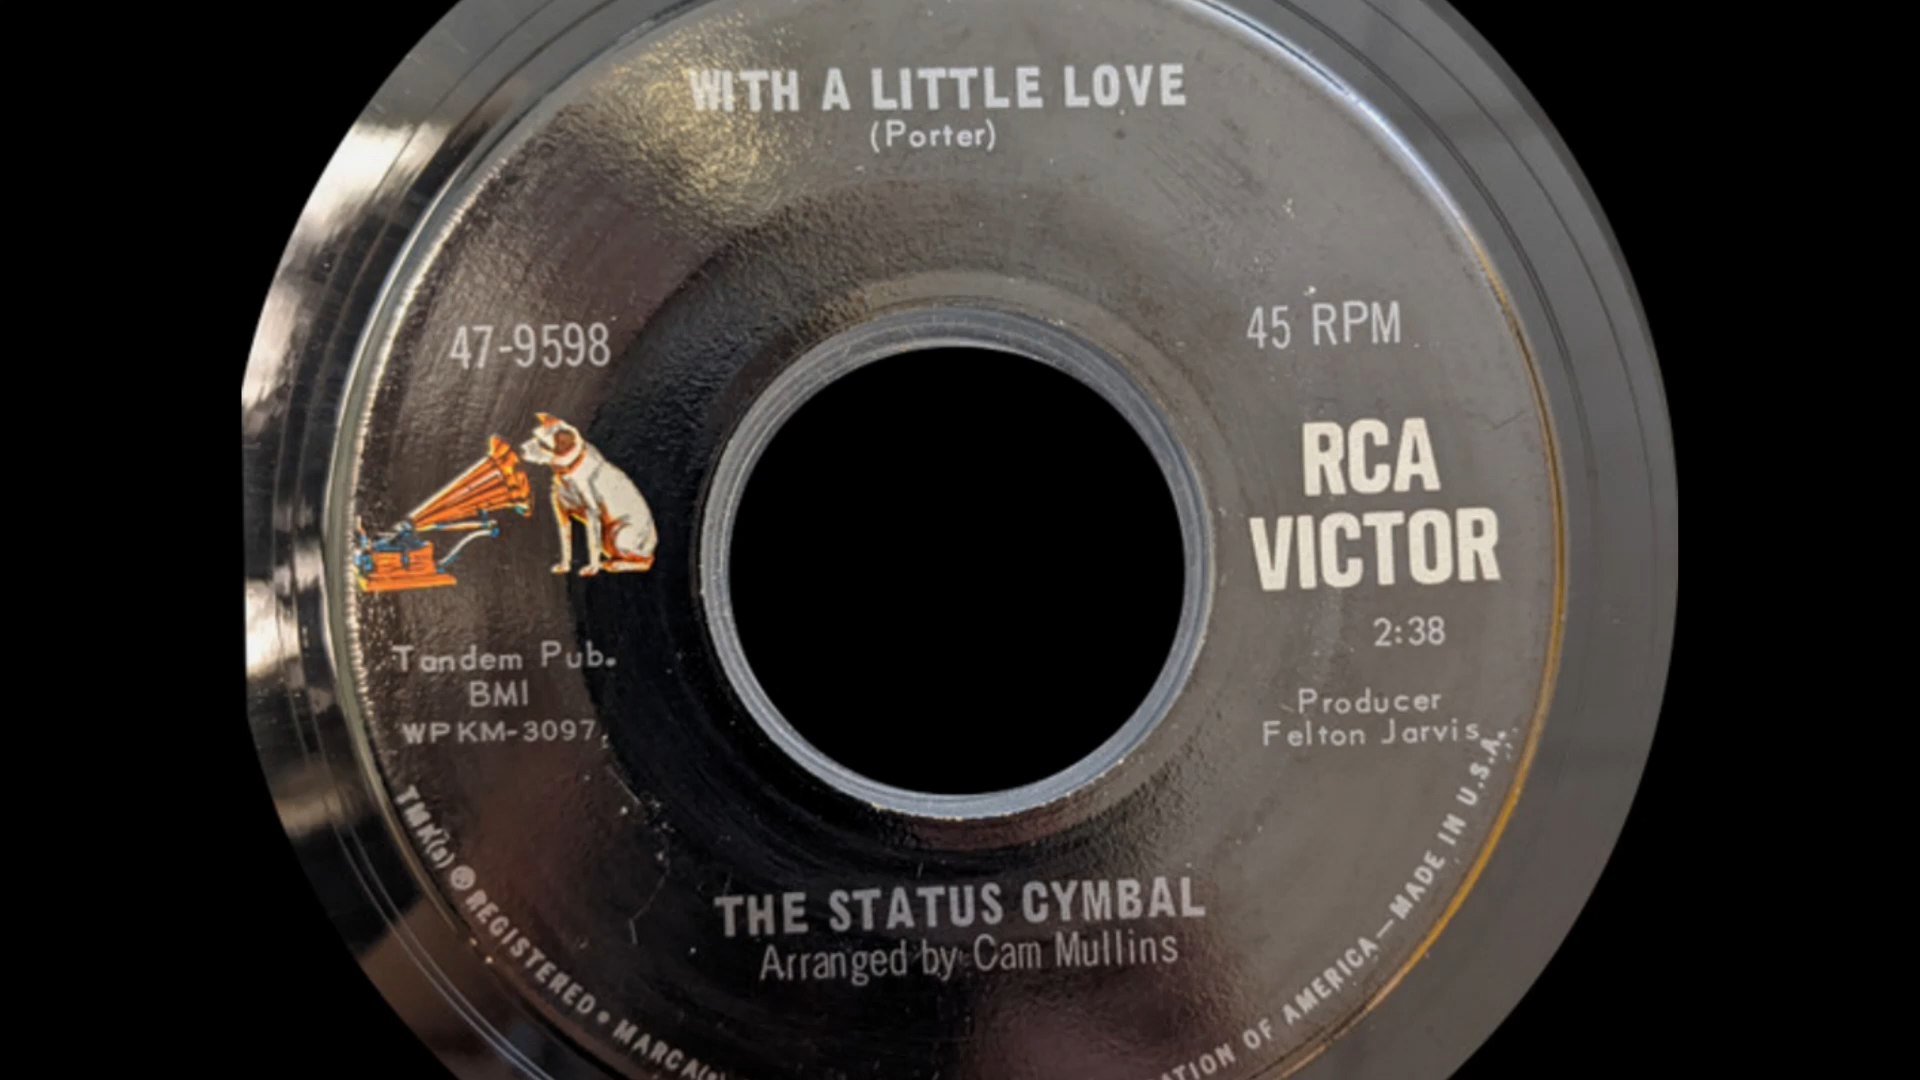 WITH A LITTLE LOVE
(Porter)
47-9598
45 RPM
RCA
VICTOR
2:38
Tandem Pub.
BMI
WPKM-3097
Producer
Felton Jarvis
THE STATUS CYMBAL
Arranged by Cam Mullins
TMK(s) ® REGISTERED • MARCA(s)
OF AMERICA—MADE IN U.S.A.